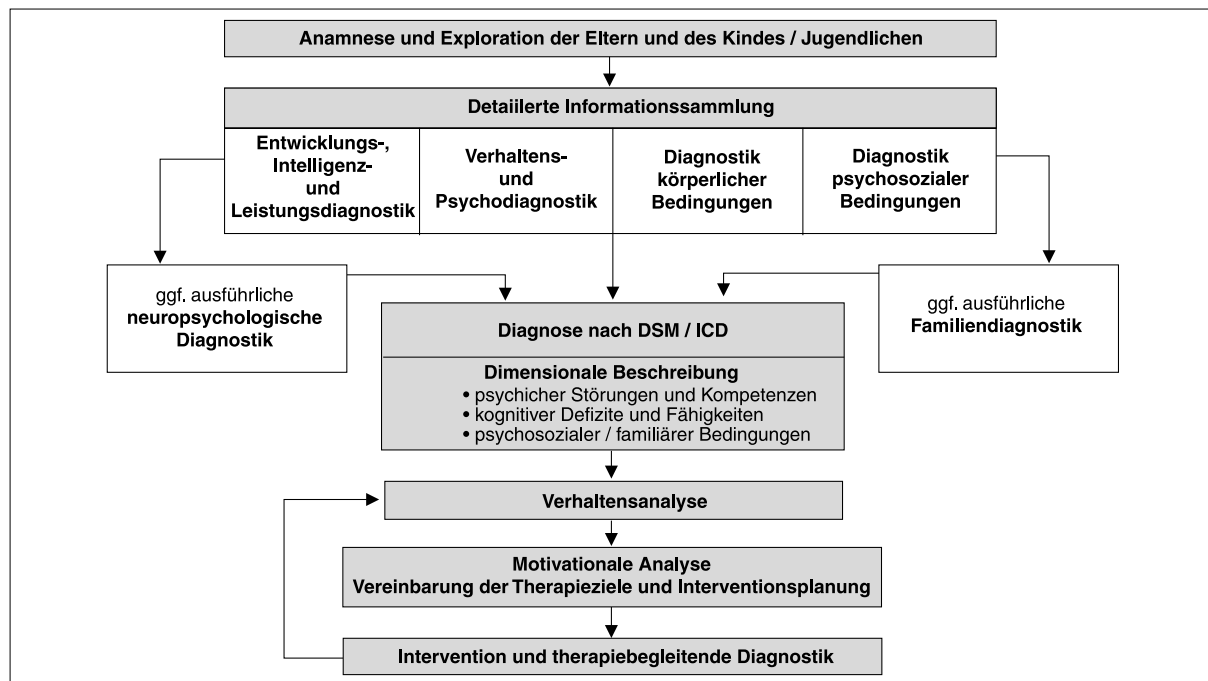 Anamnese und Exploration der Eltern und des Kindes / Jugendlichen
Detaiilerte Informationssammlung
Entwicklungs-,
Intelligenz-
und
Leistungsdiagnostik
Verhaltens-
und
Psychodiagnostik
Diagnostik
körperlicher
Bedingungen
Diagnostik
psychosozialer
Bedingungen
ggf. ausführliche
neuropsychologische
Diagnostik
Diagnose nach DSM / ICD
Dimensionale Beschreibung
• psychicher Störungen und Kompetenzen
• kognitiver Defizite und Fähigkeiten
• psychosozialer / familiärer Bedingungen
ggf. ausführliche
Familiendiagnostik
Verhaltensanalyse
Motivationale Analyse
Vereinbarung der Therapieziele und Interventionsplanung
Intervention und therapiebegleitende Diagnostik